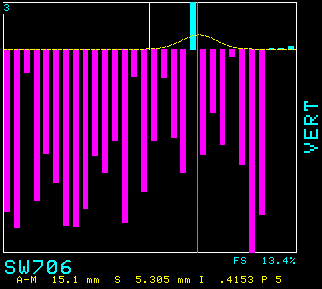 3
VERT
FS 13.4%
SW706
A-M 15.1 mm S 5.305 mm I .4153 P 5